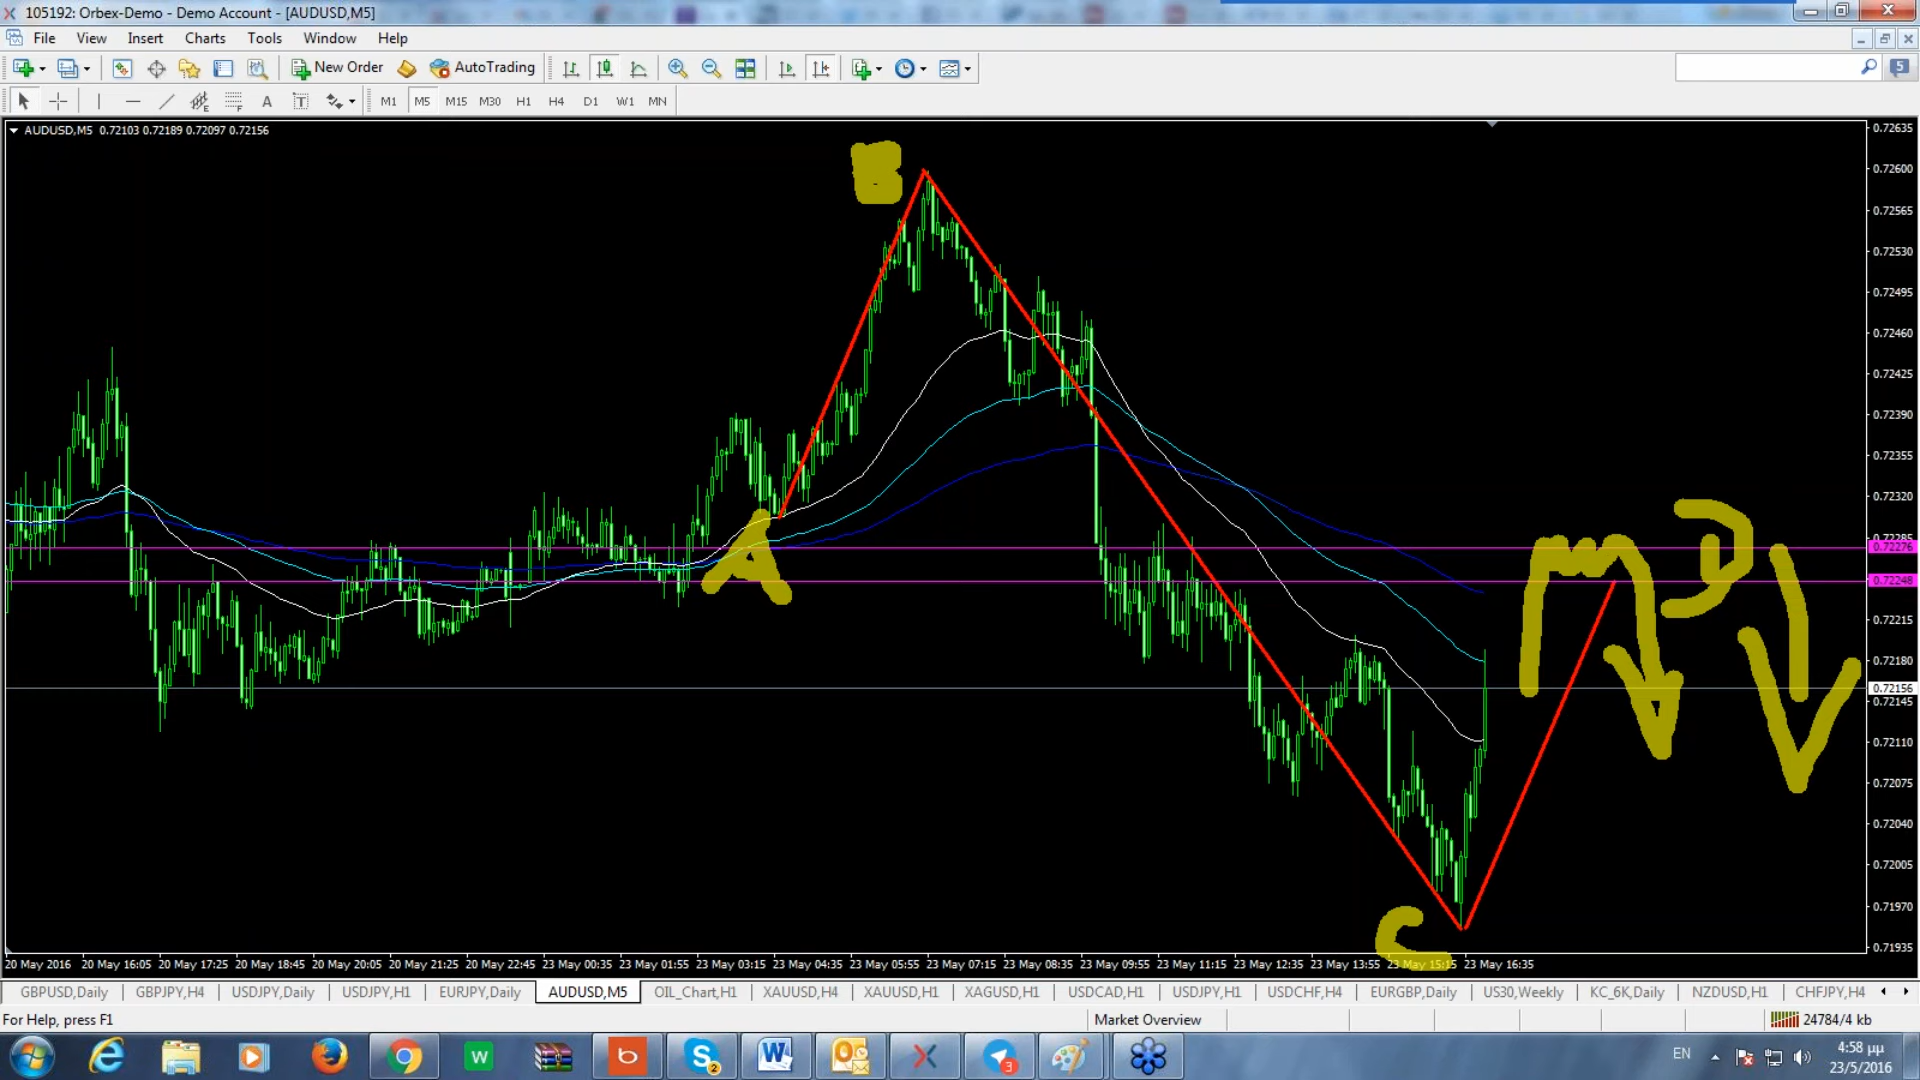 105192: Orbex-Demo - Demo Account - [AUDUSD,M5]
File View Insert Charts Tools Window Help
New Order AutoTrading 5
A T M1 M5 M15 M30 H1 H4 D1 W1 MN
AUDUSD,M5 0.72103 0.72189 0.72097 0.72156
0.72635
0.72600
0.72565
0.72530
0.72495
0.72460
0.72425
0.72390
0.72355
0.72320
0.72285
0.72276
0.72248
0.72215
0.72180
0.72156
0.72145
0.72110
0.72075
0.72040
0.72005
0.71970
0.71935
B
A
D
C
20 May 2016 20 May 16:05 20 May 17:25 20 May 18:45 20 May 20:05 20 May 21:25 20 May 22:45 23 May 00:35 23 May 01:55 23 May 03:15 23 May 04:35 23 May 05:55 23 May 07:15 23 May 08:35 23 May 09:55 23 May 11:15 23 May 12:35 23 May 13:55 23 May 15:15 23 May 16:35
GBPUSD,Daily GBPJPY,H4 USDJPY,Daily USDJPY,H1 EURJPY,Daily AUDUSD,M5 OIL_Chart,H1 XAUUSD,H4 XAUUSD,H1 XAGUSD,H1 USDCAD,H1 USDJPY,H1 USDCHF,H4 EURGBP,Daily US30,Weekly KC_6K,Daily NZDUSD,H1 CHFJPY,H4
For Help, press F1 Market Overview 24784/4 kb
EN 4:58 μμ
23/5/2016